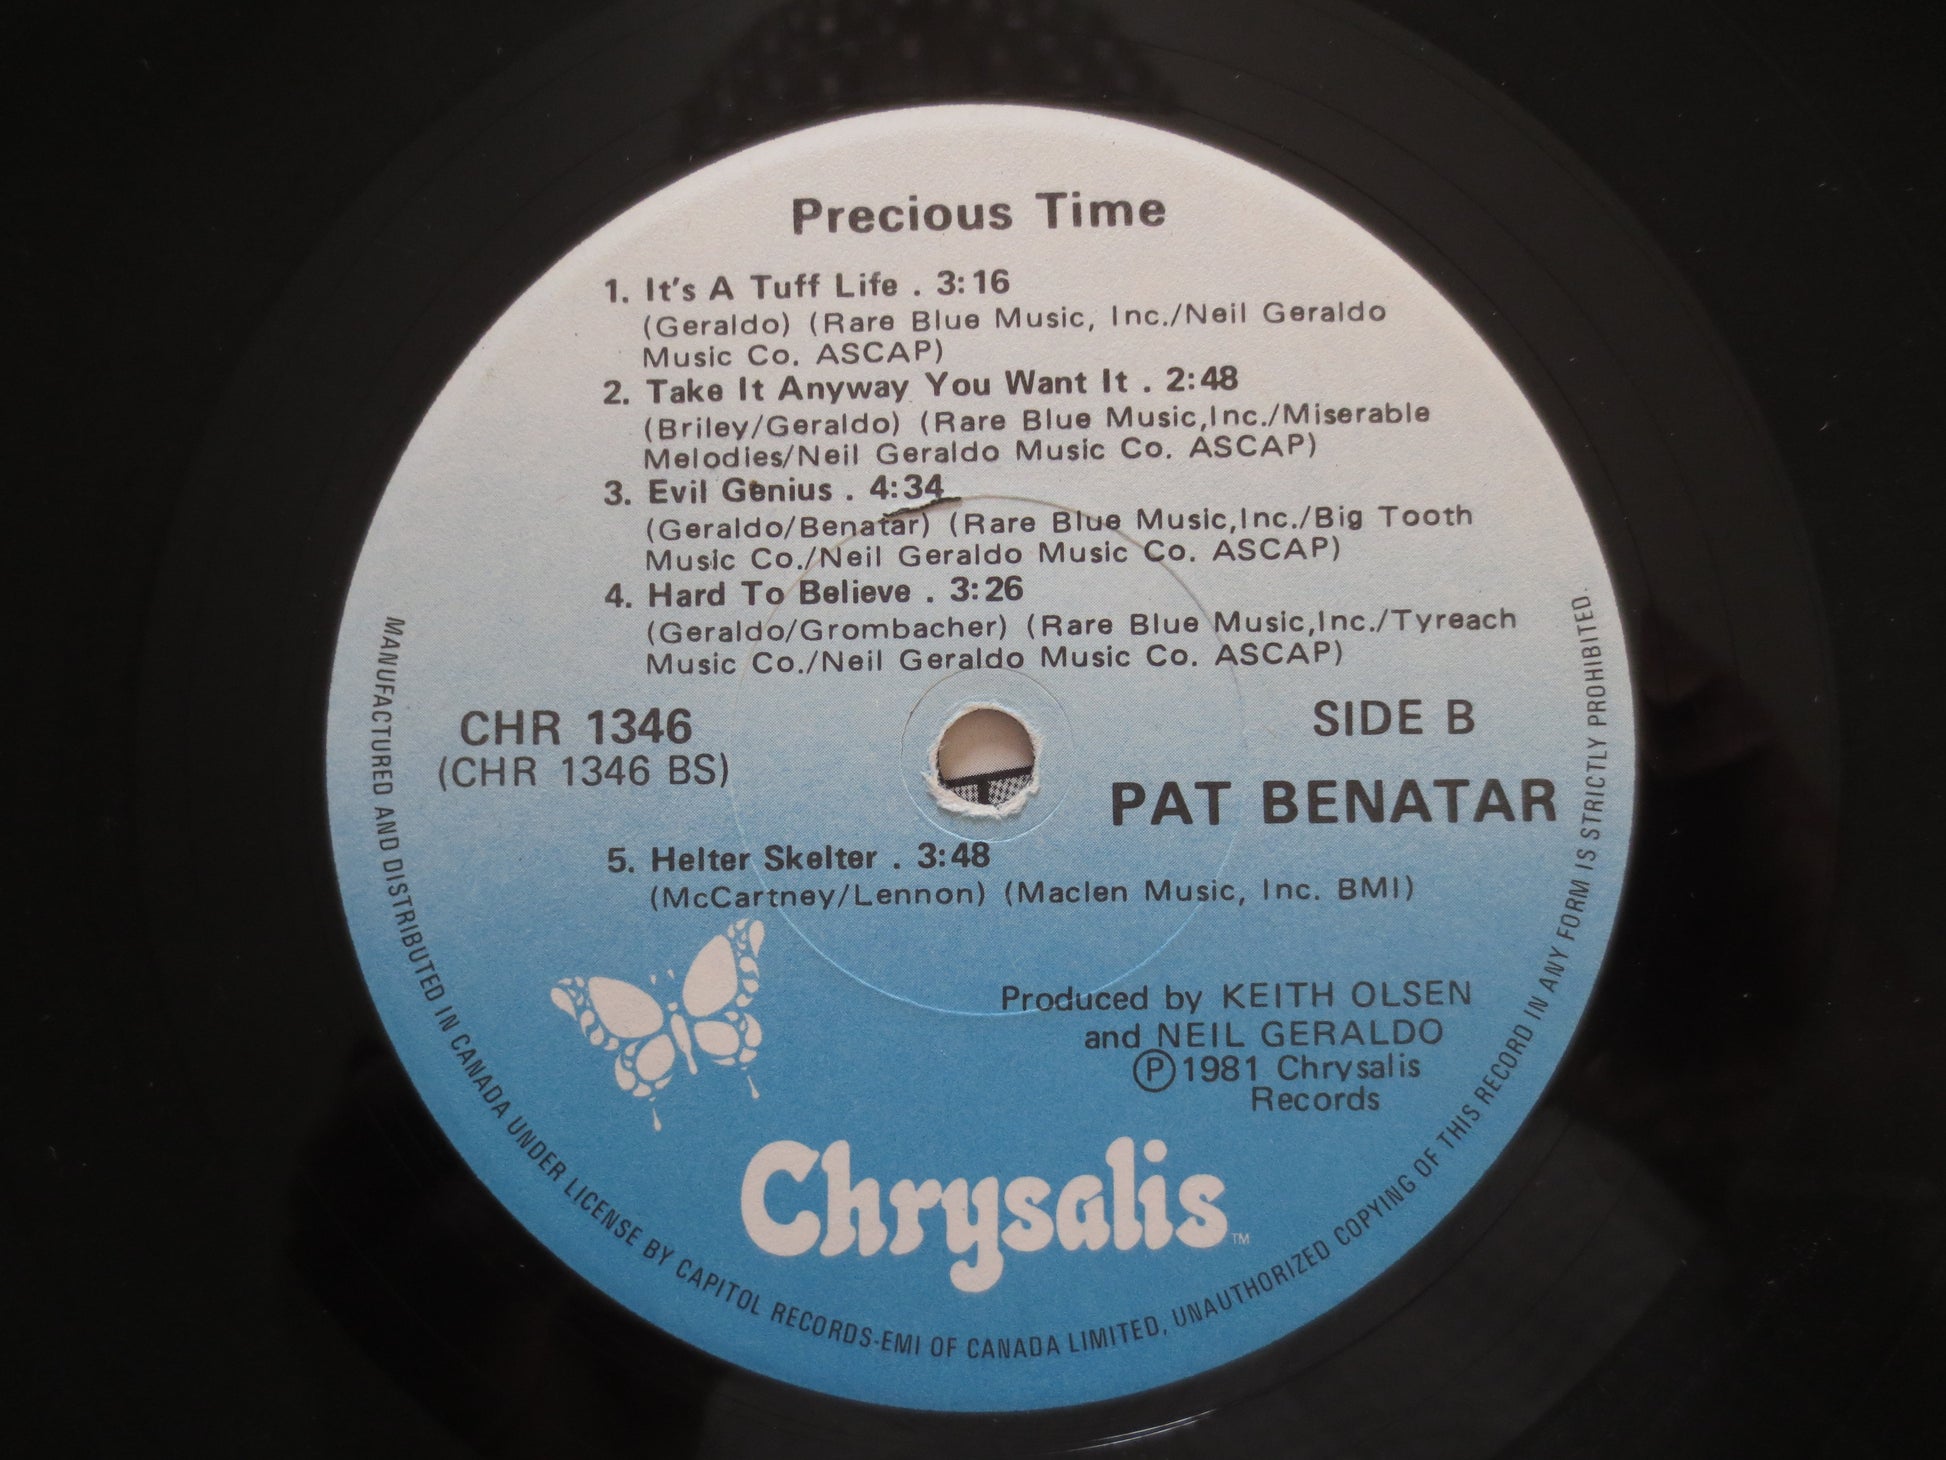 Precious Time
1. It's A Tuff Life . 3:16
(Geraldo) (Rare Blue Music, Inc./Neil Geraldo
Music Co. ASCAP)
2. Take It Anyway You Want It . 2:48
(Briley/Geraldo) (Rare Blue Music,Inc./Miserable
Melodies/Neil Geraldo Music Co. ASCAP)
3. Evil Genius . 4:34
(Geraldo/Benatar) (Rare Blue Music,Inc./Big Tooth
Music Co./Neil Geraldo Music Co. ASCAP)
4. Hard To Believe . 3:26
(Geraldo/Grombacher) (Rare Blue Music,Inc./Tyreach
Music Co./Neil Geraldo Music Co. ASCAP)
CHR 1346
(CHR 1346 BS)
SIDE B
PAT BENATAR
5. Helter Skelter . 3:48
(McCartney/Lennon) (Maclen Music, Inc. BMI)
Produced by KEITH OLSEN
and NEIL GERALDO
Ⓟ1981 Chrysalis
Records
Chrysalis™
MANUFACTURED AND DISTRIBUTED IN CANADA UNDER LICENSE BY CAPITOL RECORDS-EMI OF CANADA LIMITED, UNAUTHORIZED COPYING OF THIS RECORD IN ANY FORM IS STRICTLY PROHIBITED.